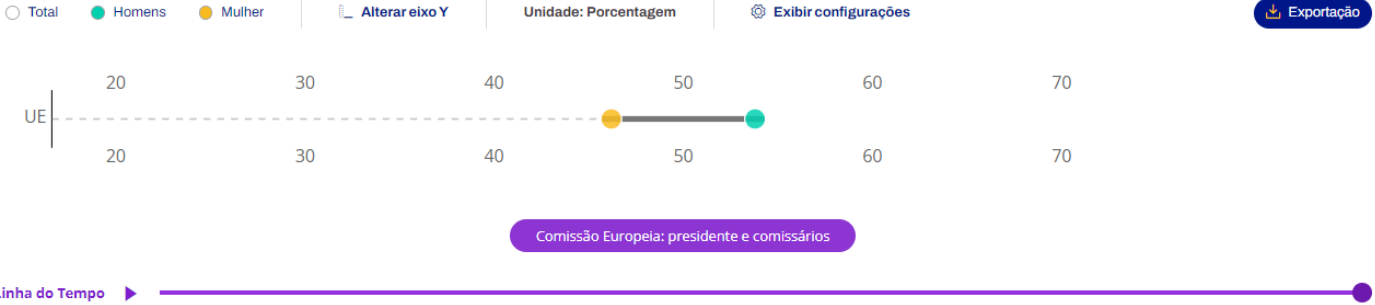 Total Homens Mulher Alterar eixo Y Unidade: Porcentagem Exibir configurações Exportação
20 30 40 50 60 70
UE
20 30 40 50 60 70
Comissão Europeia: presidente e comissários
Linha do Tempo